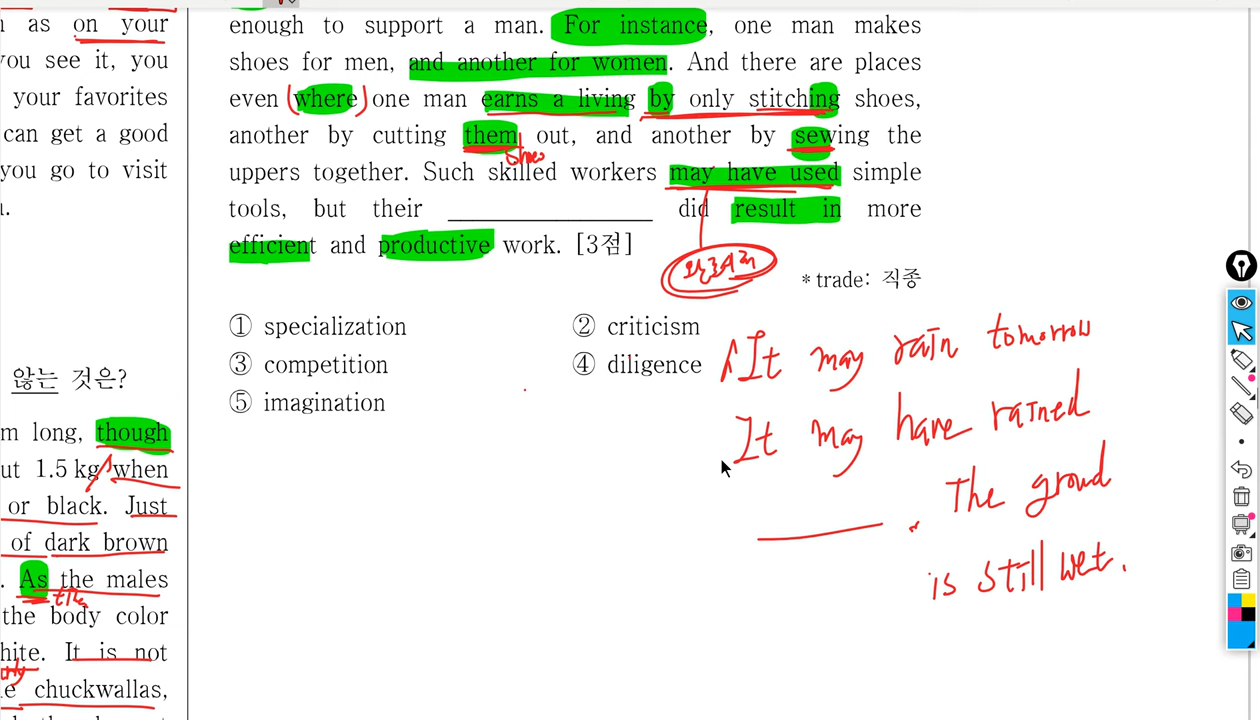 as on your
you see it, you
your favorites
can get a good
you go to visit
않는 것은?
long, though
1.5 kg when
or black. Just
of dark brown
As the males
the
the body color
It is not
chuckwallas,
enough to support a man. For instance, one man makes
shoes for men, and another for women. And there are places
even (where) one man earns a living by only stitching shoes,
another by cutting them out, and another by sewing the
shoes
uppers together. Such skilled workers may have used simple
tools, but their ____________ did result in more
efficient and productive work. [3점]
* trade: 직종
① specialization
② criticism
③ competition
④ diligence
⑤ imagination
It may rain tomorrow
It may have rained
______ . The groud
is still wet.